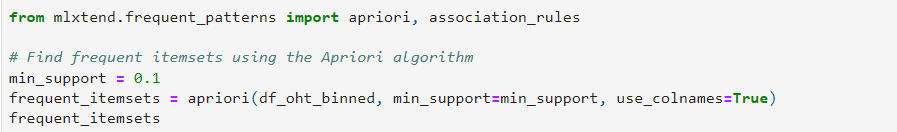 from mlxtend.frequent_patterns import apriori, association_rules
# Find frequent itemsets using the Apriori algorithm
min_support = 0.1
frequent_itemsets = apriori(df_oht_binned, min_support=min_support, use_colnames=True)
frequent_itemsets